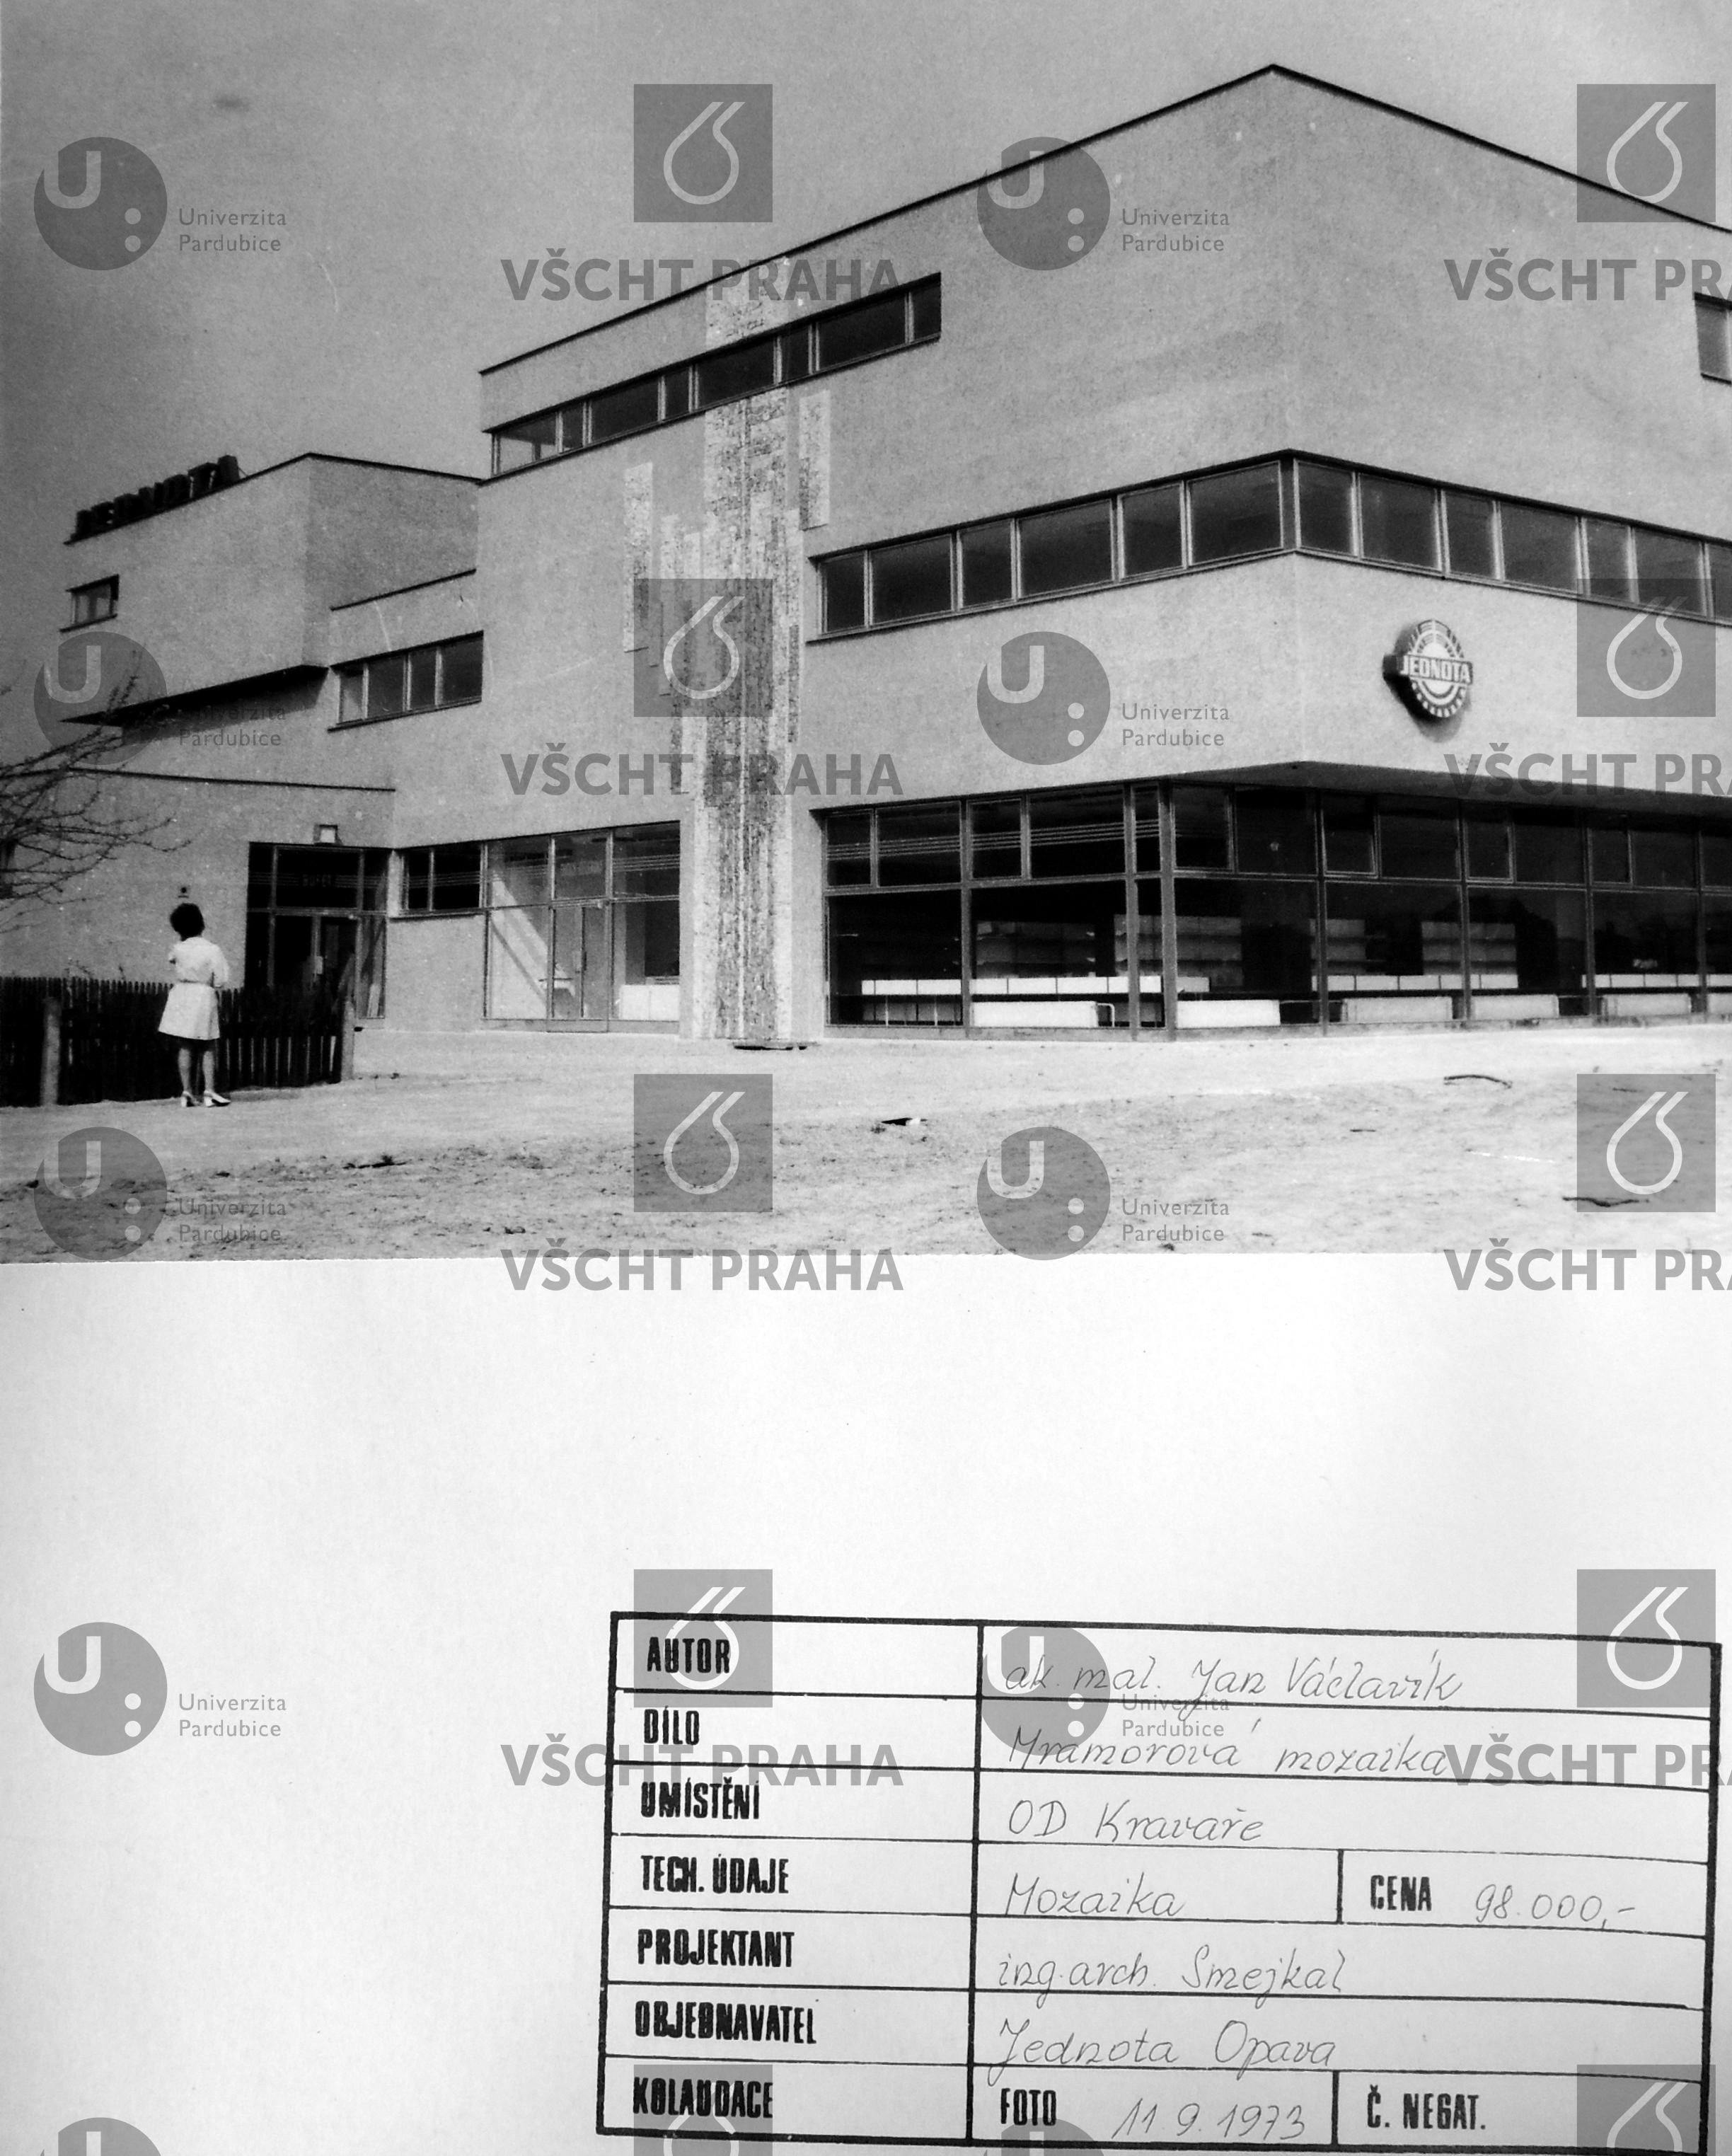 JEDNOTA
JEDNOTA
AUTOR ak. mal. Jan Václavík
DÍLO Mramorová mozaika
UMÍSTĚNÍ OD Kravaře
TECH. ÚDAJE Mozaika CENA 98.000,-
PROJEKTANT ing. arch. Smejkal
OBJEDNAVATEL Jednota Opava
KOLAUDACE FOTO 11.9.1973 Č. NEGAT.
Univerzita
Pardubice
VŠCHT PRAHA